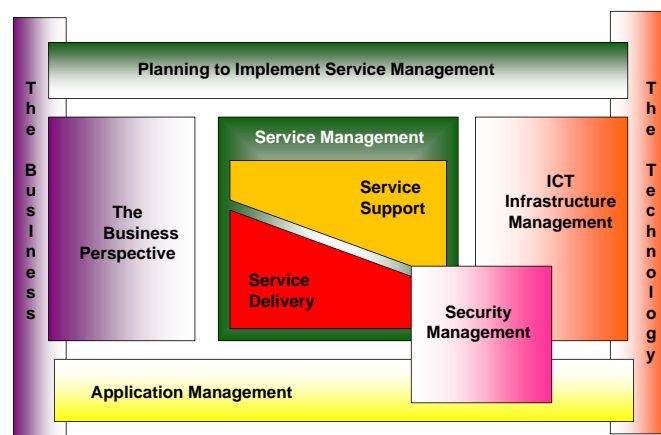 Planning to Implement Service Management
The BusIness
Service Management
Service
Support
The
Business
Perspective
ICT
Infrastructure
Management
Service
Delivery
Security
Management
Application Management
The Technology